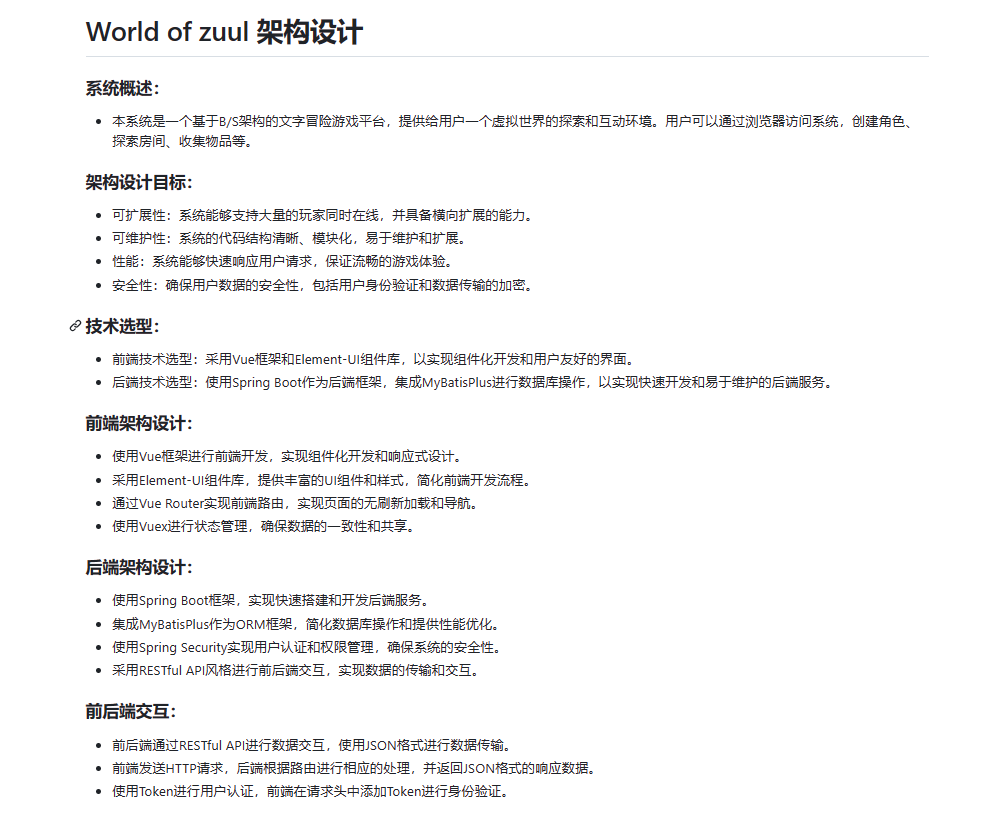 World of zuul 架构设计
系统概述：
本系统是一个基于B/S架构的文字冒险游戏平台，提供给用户一个虚拟世界的探索和互动环境。用户可以通过浏览器访问系统，创建角色、
探索房间、收集物品等。
架构设计目标：
可扩展性：系统能够支持大量的玩家同时在线，并具备横向扩展的能力。
可维护性：系统的代码结构清晰、模块化，易于维护和扩展。
性能：系统能够快速响应用户请求，保证流畅的游戏体验。
安全性：确保用户数据的安全性，包括用户身份验证和数据传输的加密。
技术选型：
前端技术选型：采用Vue框架和Element-UI组件库，以实现组件化开发和用户友好的界面。
后端技术选型：使用Spring Boot作为后端框架，集成MyBatisPlus进行数据库操作，以实现快速开发和易于维护的后端服务。
前端架构设计：
使用Vue框架进行前端开发，实现组件化开发和响应式设计。
采用Element-UI组件库，提供丰富的UI组件和样式，简化前端开发流程。
通过Vue Router实现前端路由，实现页面的无刷新加载和导航。
使用Vuex进行状态管理，确保数据的一致性和共享。
后端架构设计：
使用Spring Boot框架，实现快速搭建和开发后端服务。
集成MyBatisPlus作为ORM框架，简化数据库操作和提供性能优化。
使用Spring Security实现用户认证和权限管理，确保系统的安全性。
采用RESTful API风格进行前后端交互，实现数据的传输和交互。
前后端交互：
前后端通过RESTful API进行数据交互，使用JSON格式进行数据传输。
前端发送HTTP请求，后端根据路由进行相应的处理，并返回JSON格式的响应数据。
使用Token进行用户认证，前端在请求头中添加Token进行身份验证。